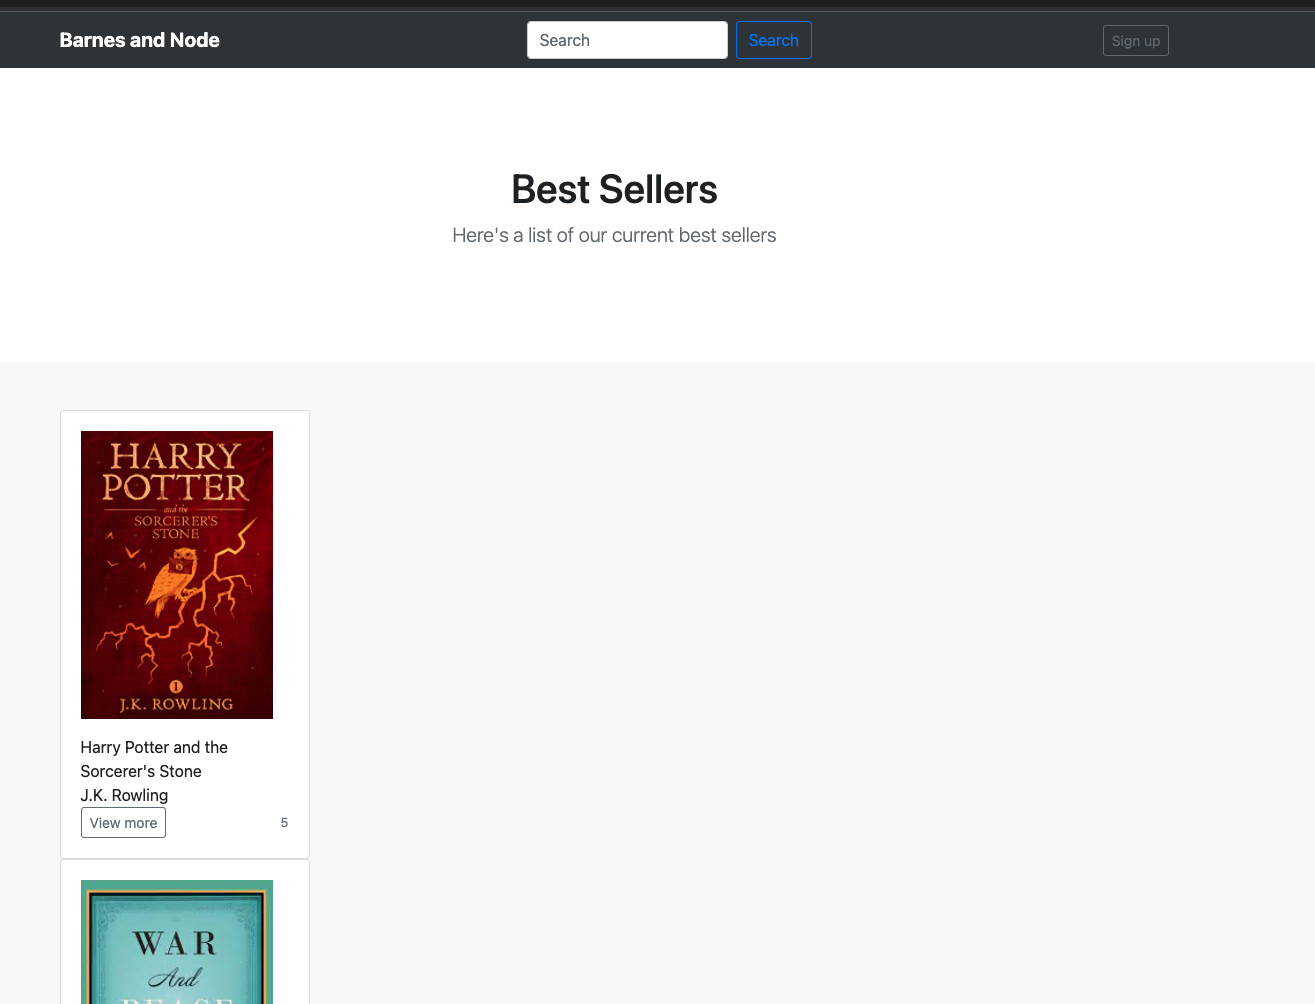 Barnes and Node
Search
Search
Sign up
Best Sellers
Here's a list of our current best sellers
HARRY
POTTER
and the
SORCERER'S
STONE
1
J.K. ROWLING
Harry Potter and the
Sorcerer's Stone
J.K. Rowling
View more
5
WAR
And
PEACE